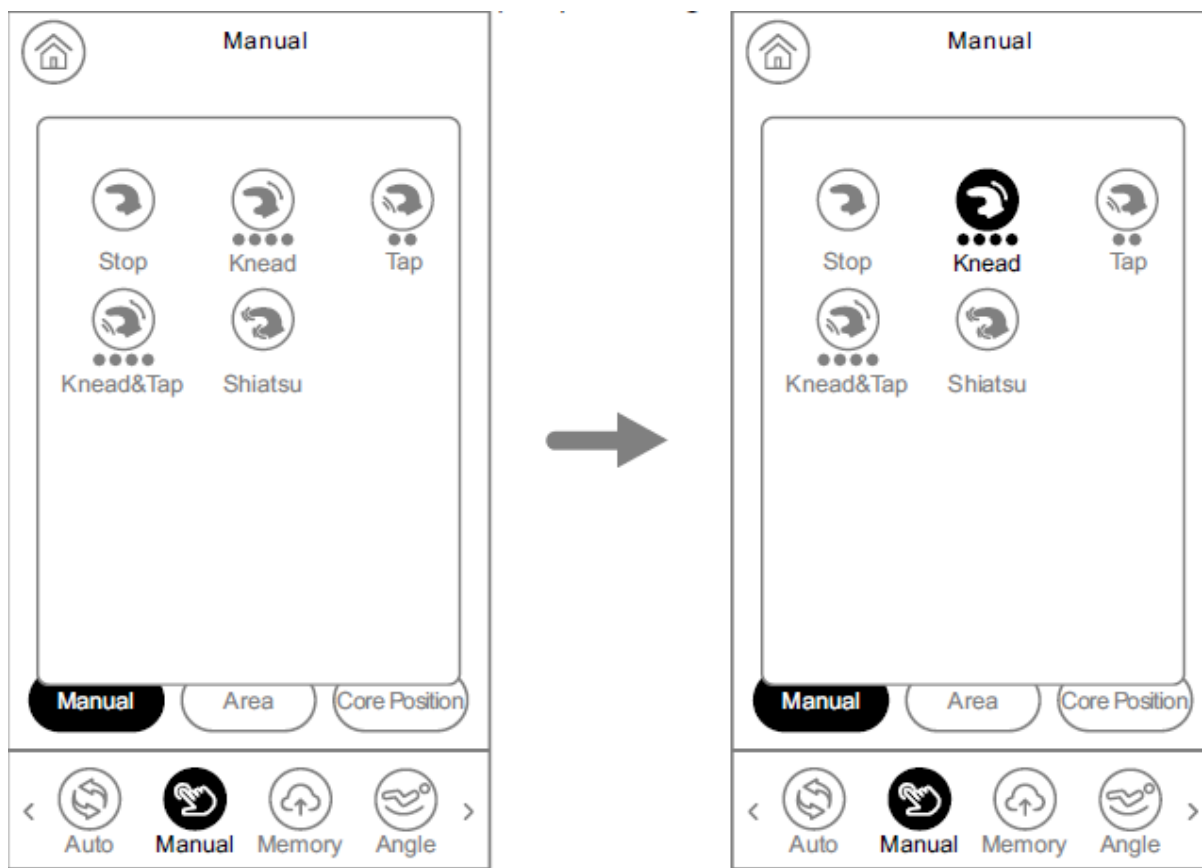 Manual
Stop Knead Tap
Knead&Tap Shiatsu
Manual Area Core Position
Auto Manual Memory Angle
Manual
Stop Knead Tap
Knead&Tap Shiatsu
Manual Area Core Position
Auto Manual Memory Angle